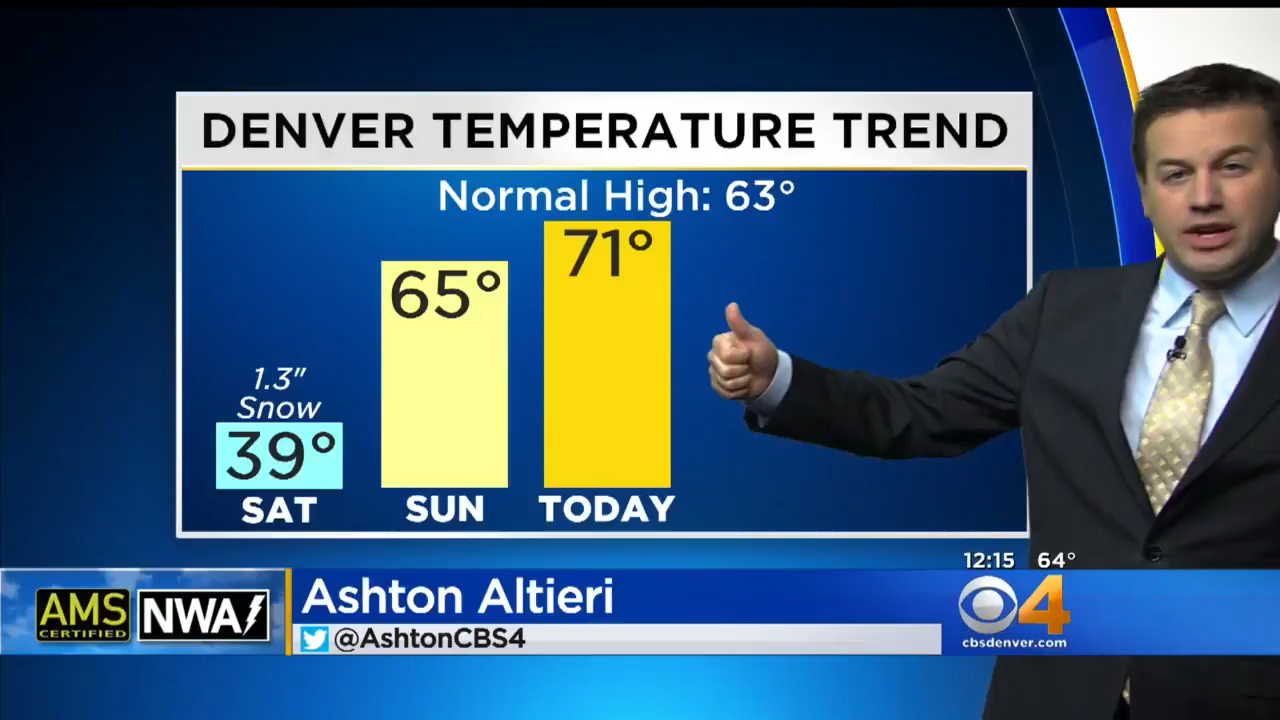 DENVER TEMPERATURE TREND
Normal High: 63°
71°
65°
1.3"
Snow
39°
SAT SUN TODAY
12:15 64°
AMS
CERTIFIED
NWA
Ashton Altieri
@AshtonCBS4
4
cbsdenver.com